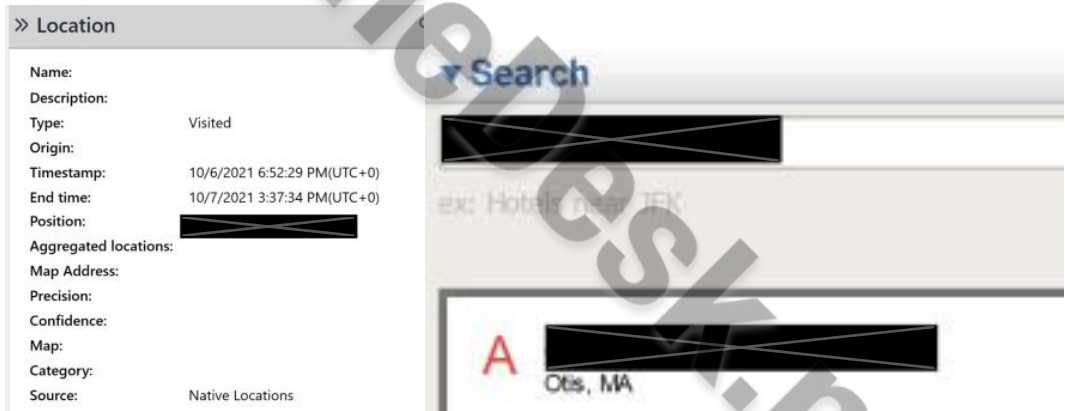 » Location
Name:
Description:
Type: Visited
Origin:
Timestamp: 10/6/2021 6:52:29 PM(UTC+0)
End time: 10/7/2021 3:37:34 PM(UTC+0)
Position:
Aggregated locations:
Map Address:
Precision:
Confidence:
Map:
Category:
Source: Native Locations
▼ Search
ex: Hotels near JFK
A
Otis, MA